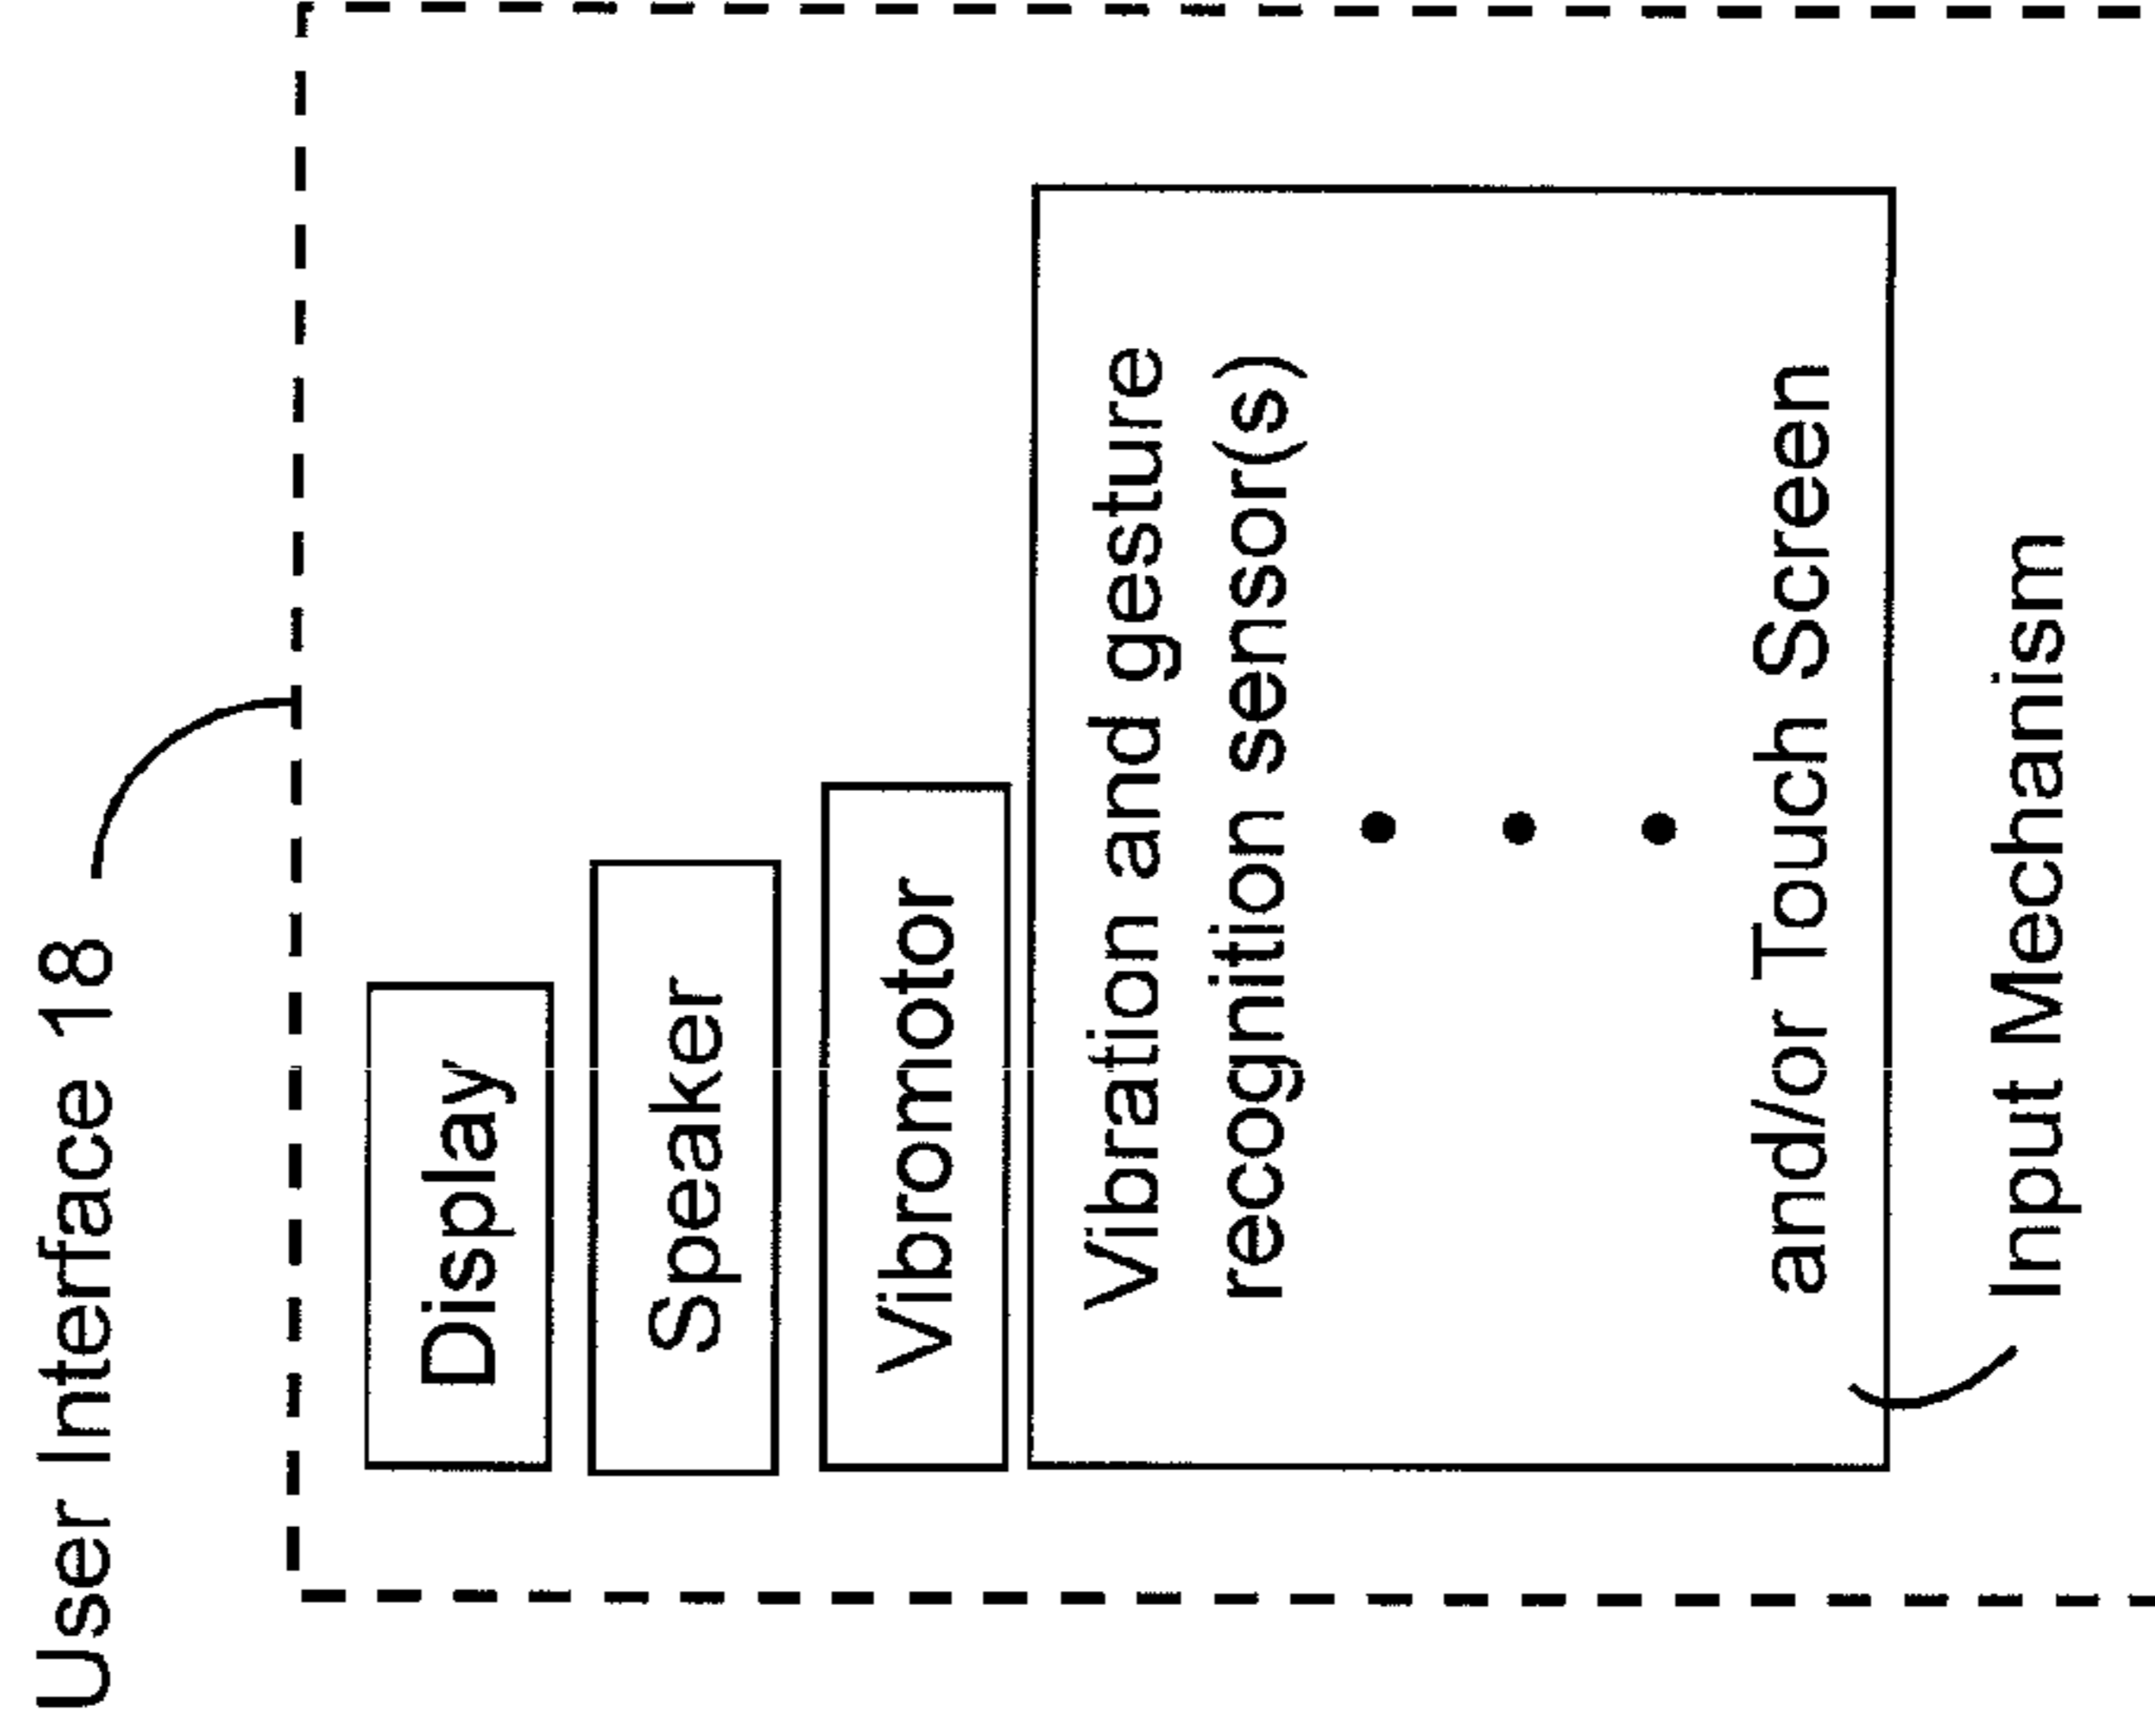 User Interface 18
Display
Speaker
Vibromotor
Vibration and gesture
recognition sensor(s)
and/or Touch Screen
Input Mechanism